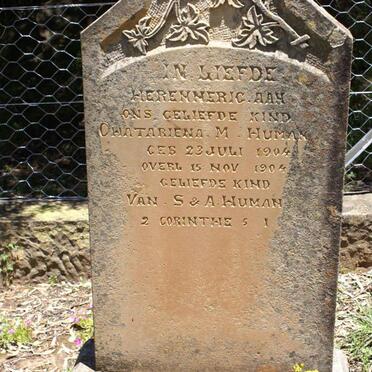 IN LIEFDE
HERENNERIG AAN
ONS GELIEFDE KIND
CHATARIENA. M. HUMAN
GEB 23 JULI 1904
OVERL 15 NOV 1904
GELIEFDE KIND
VAN S & A HUMAN
2 CORINTHE 5 1